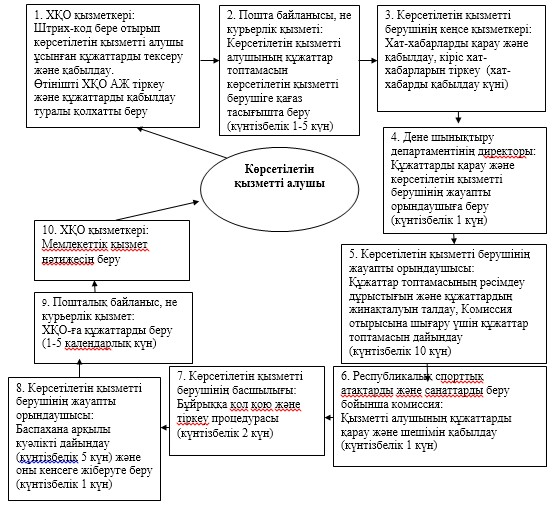 1. ХҚО қызметкері:
Штрих-код бере отырып
көрсетілетін қызметті алушы
ұсынған құжаттарды тексеру
және қабылдау.
Өтінішті ХҚО АЖ тіркеу
және құжаттарды қабылдау
туралы қолхатты беру
2. Пошта байланысы, не
курьерлік қызметі:
Көрсетілетін қызметті
алушының құжаттар
топтамасын
көрсетілетін қызметті
берушіге қағаз
тасығышта беру
(күнтізбелік 1-5 күн)
3. Көрсетілетін қызметті
берушінің кеңсе қызметкері:
Хат-хабарларды қарау және
қабылдау, кіріс хат-
хабарларын тіркеу (хат-
хабарды қабылдау күні)
4. Дене шынықтыру
департаментінің директоры:
Құжаттарды қарау және
көрсетілетін қызметті
берушінің жауапты
орындаушыға беру
(күнтізбелік 1 күн)
Көрсетілетін
қызметті алушы
5. Көрсетілетін қызметті берушінің
жауапты орындаушысы:
Құжаттар топтамасының рәсімдеу
дұрыстығын және құжаттардың
жинақталуын талдау, Комиссия
отырысына шығару үшін құжаттар
топтамасын дайындау
(күнтізбелік 10 күн)
6. Республикалық спорттық
атақтарды және санаттарды беру
бойынша комиссия:
Қызметті алушының құжаттарды
қарау және шешімін қабылдау
(күнтізбелік 1 күн)
7. Көрсетілетін қызметті
берушінің басшылығы:
Бұйрыққа қол қою және
тіркеу процедурасы
(күнтізбелік 2 күн)
8. Көрсетілетін қызметті
берушінің жауапты
орындаушысы:
Баспахана арқылы
куәлікті дайындау
(күнтізбелік 5 күн) және
оны кенсеге жіберуге беру
(күнтізбелік 1 күн)
9. Пошталық байланыс, не
курьерлік қызмет:
ХҚО-ға құжаттарды беру
(1-5 календарлық күн)
10. ХҚО қызметкері:
Мемлекеттік қызмет
нәтижесін беру